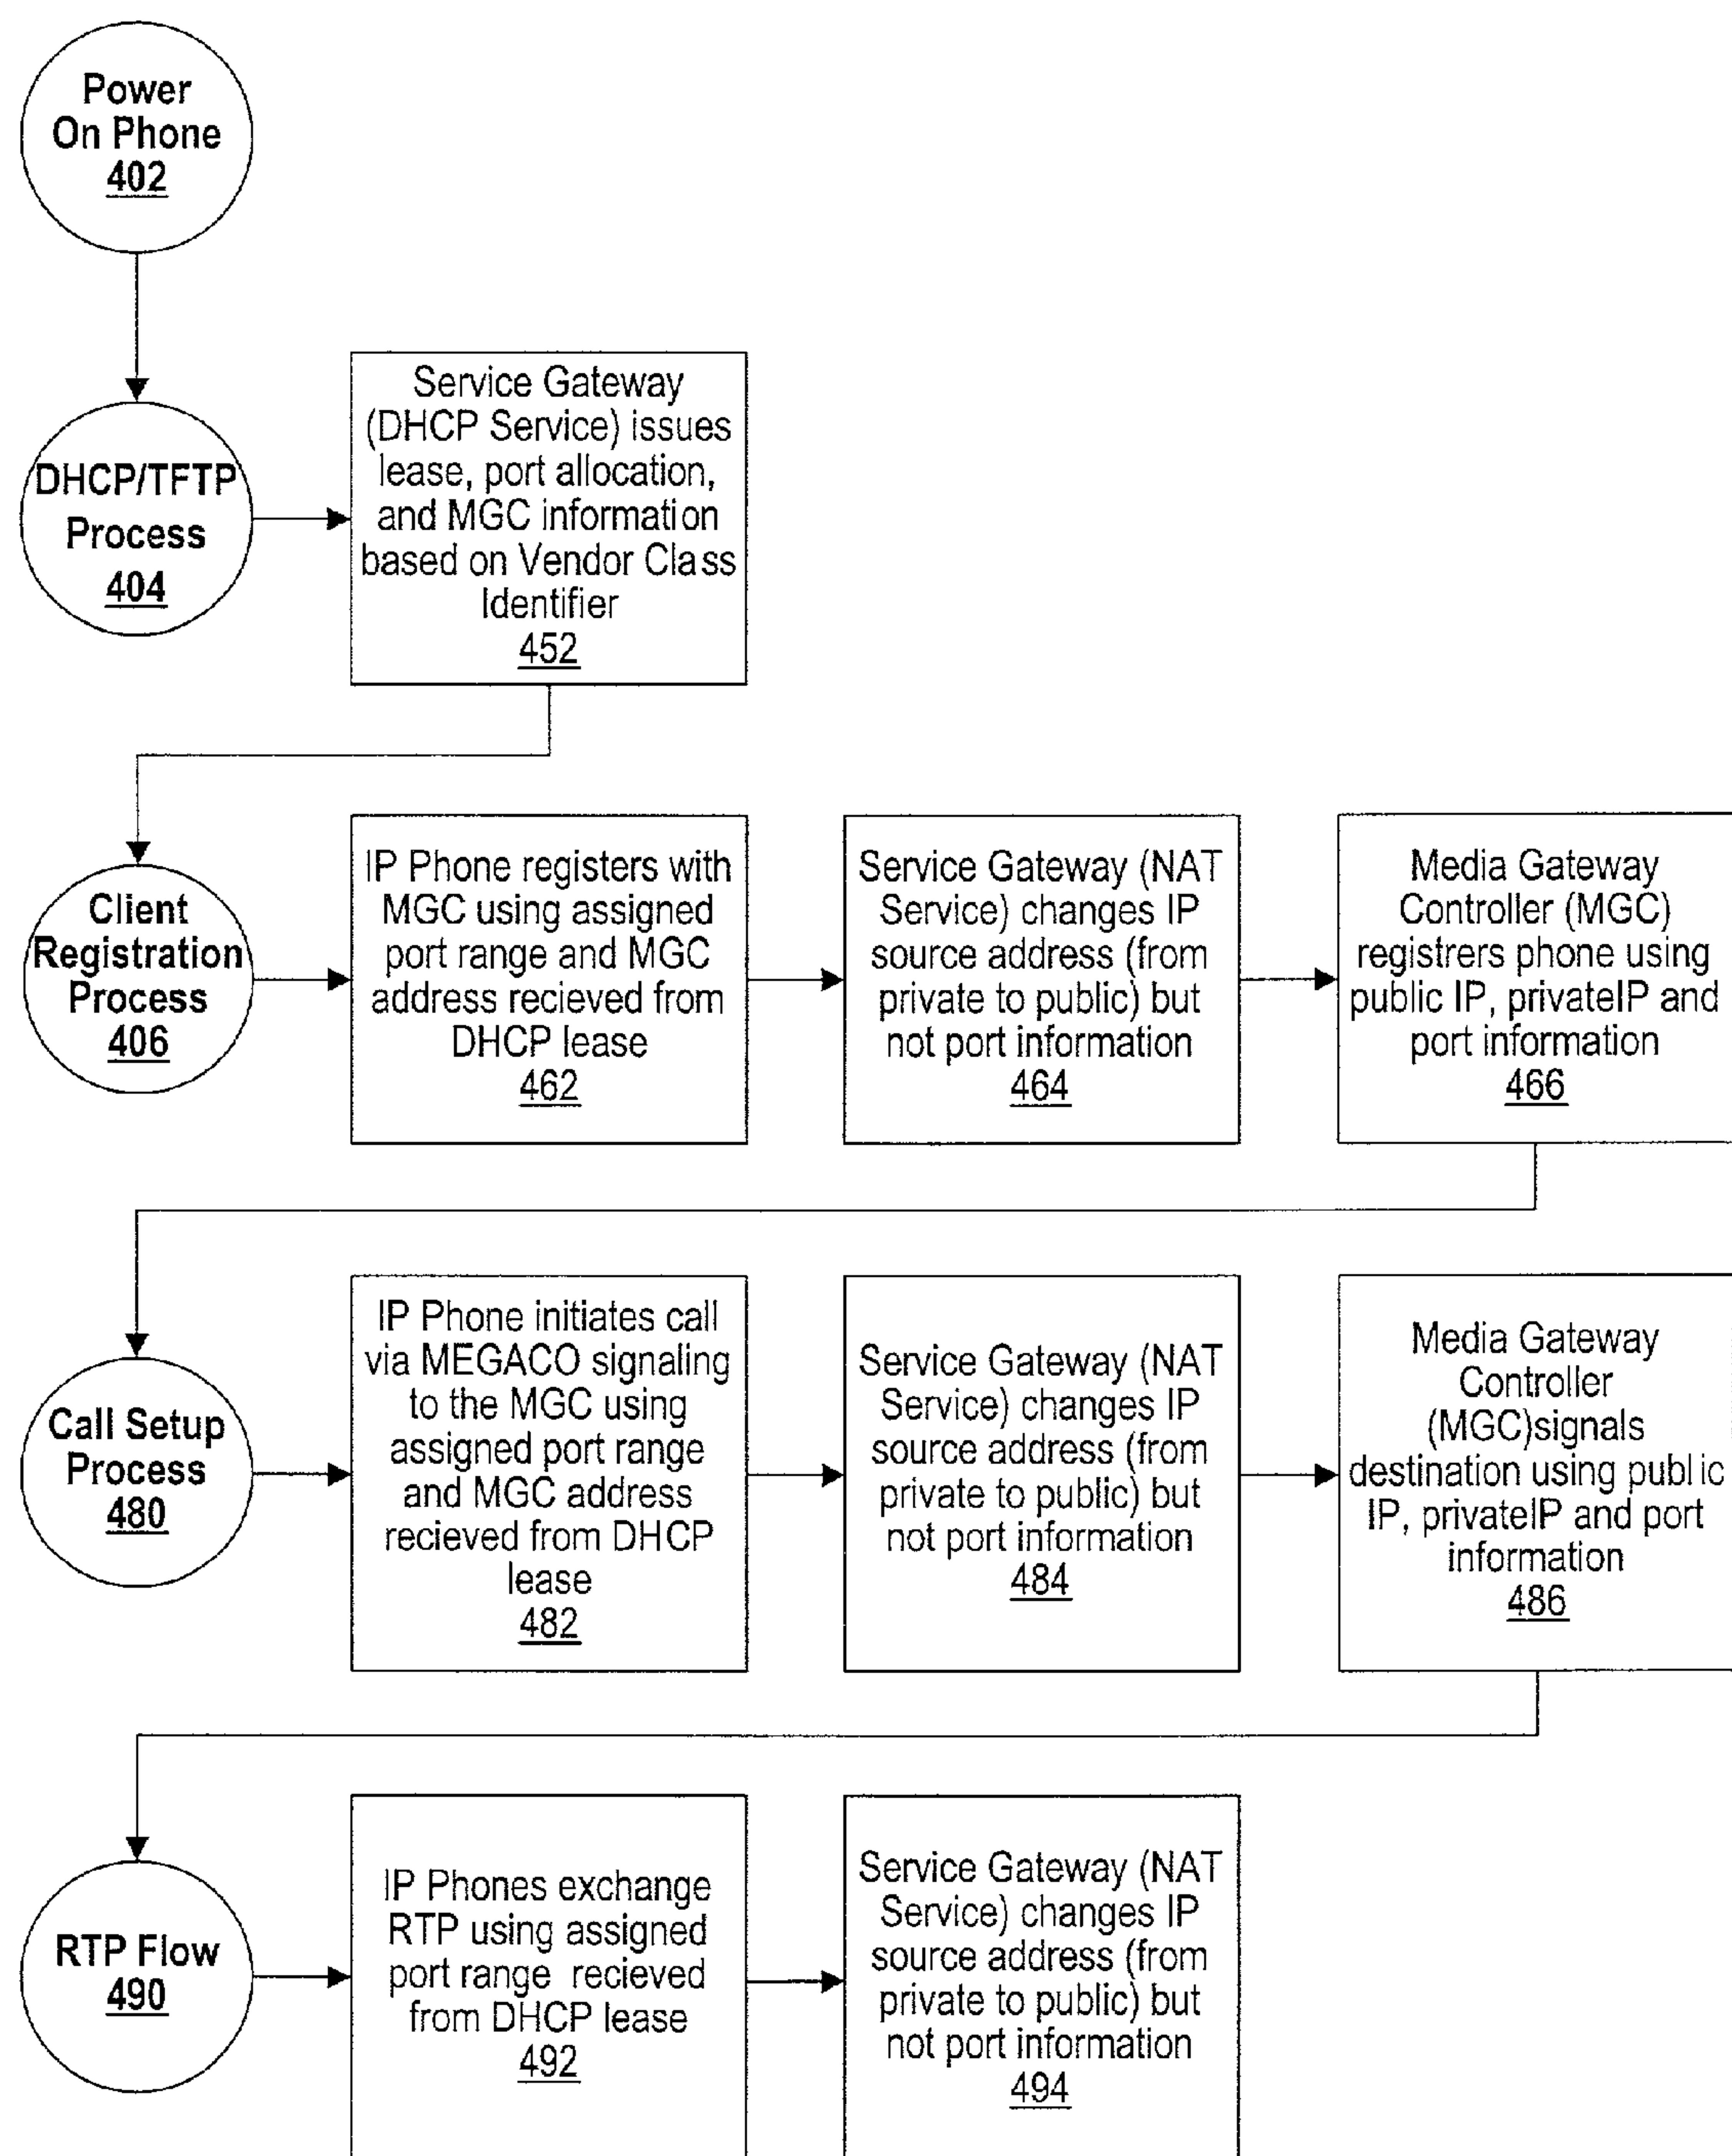 Power
On Phone
402
DHCP/TFTP
Process
404
Service Gateway
(DHCP Service) issues
lease, port allocation,
and MGC information
based on Vendor Class
Identifier
452
Client
Registration
Process
406
IP Phone registers with
MGC using assigned
port range and MGC
address recieved from
DHCP lease
462
Service Gateway (NAT
Service) changes IP
source address (from
private to public) but
not port information
464
Media Gateway
Controller (MGC)
registrers phone using
public IP, privateIP and
port information
466
Call Setup
Process
480
IP Phone initiates call
via MEGACO signaling
to the MGC using
assigned port range
and MGC address
recieved from DHCP
lease
482
Service Gateway (NAT
Service) changes IP
source address (from
private to public) but
not port information
484
Media Gateway
Controller
(MGC)signals
destination using public
IP, privateIP and port
information
486
RTP Flow
490
IP Phones exchange
RTP using assigned
port range recieved
from DHCP lease
492
Service Gateway (NAT
Service) changes IP
source address (from
private to public) but
not port information
494